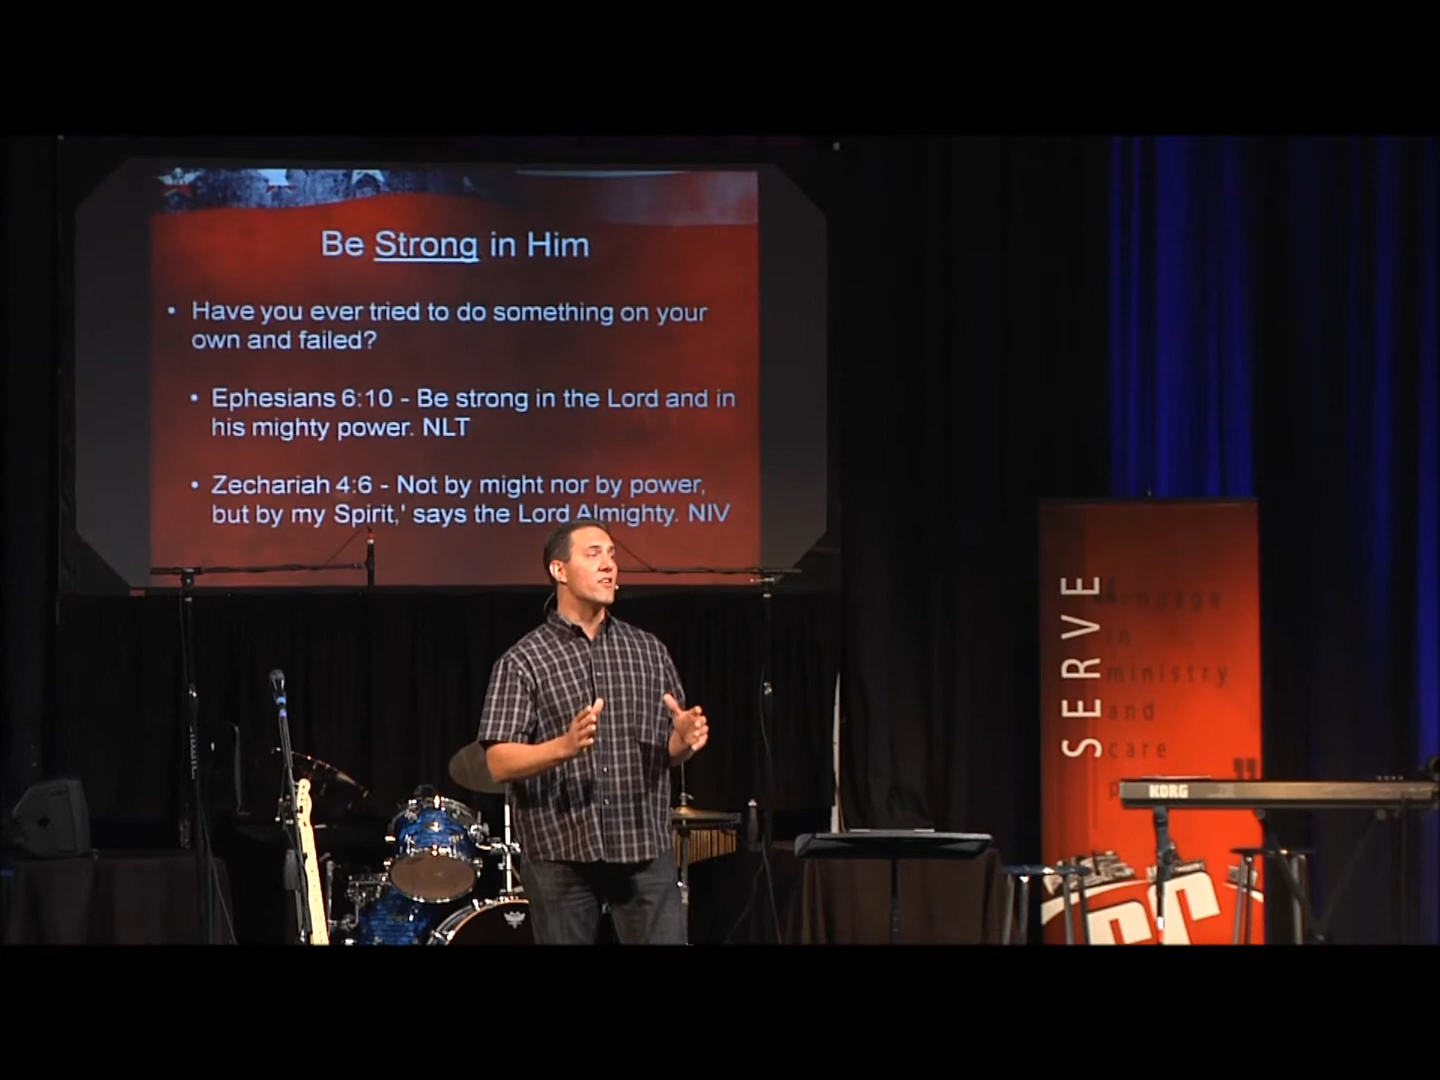 Be Strong in Him
• Have you ever tried to do something on your
own and failed?
• Ephesians 6:10 - Be strong in the Lord and in
his mighty power. NLT
• Zechariah 4:6 - Not by might nor by power,
but by my Spirit,' says the Lord Almighty. NIV
SERVE
engage
in
ministry
and
care
KORG